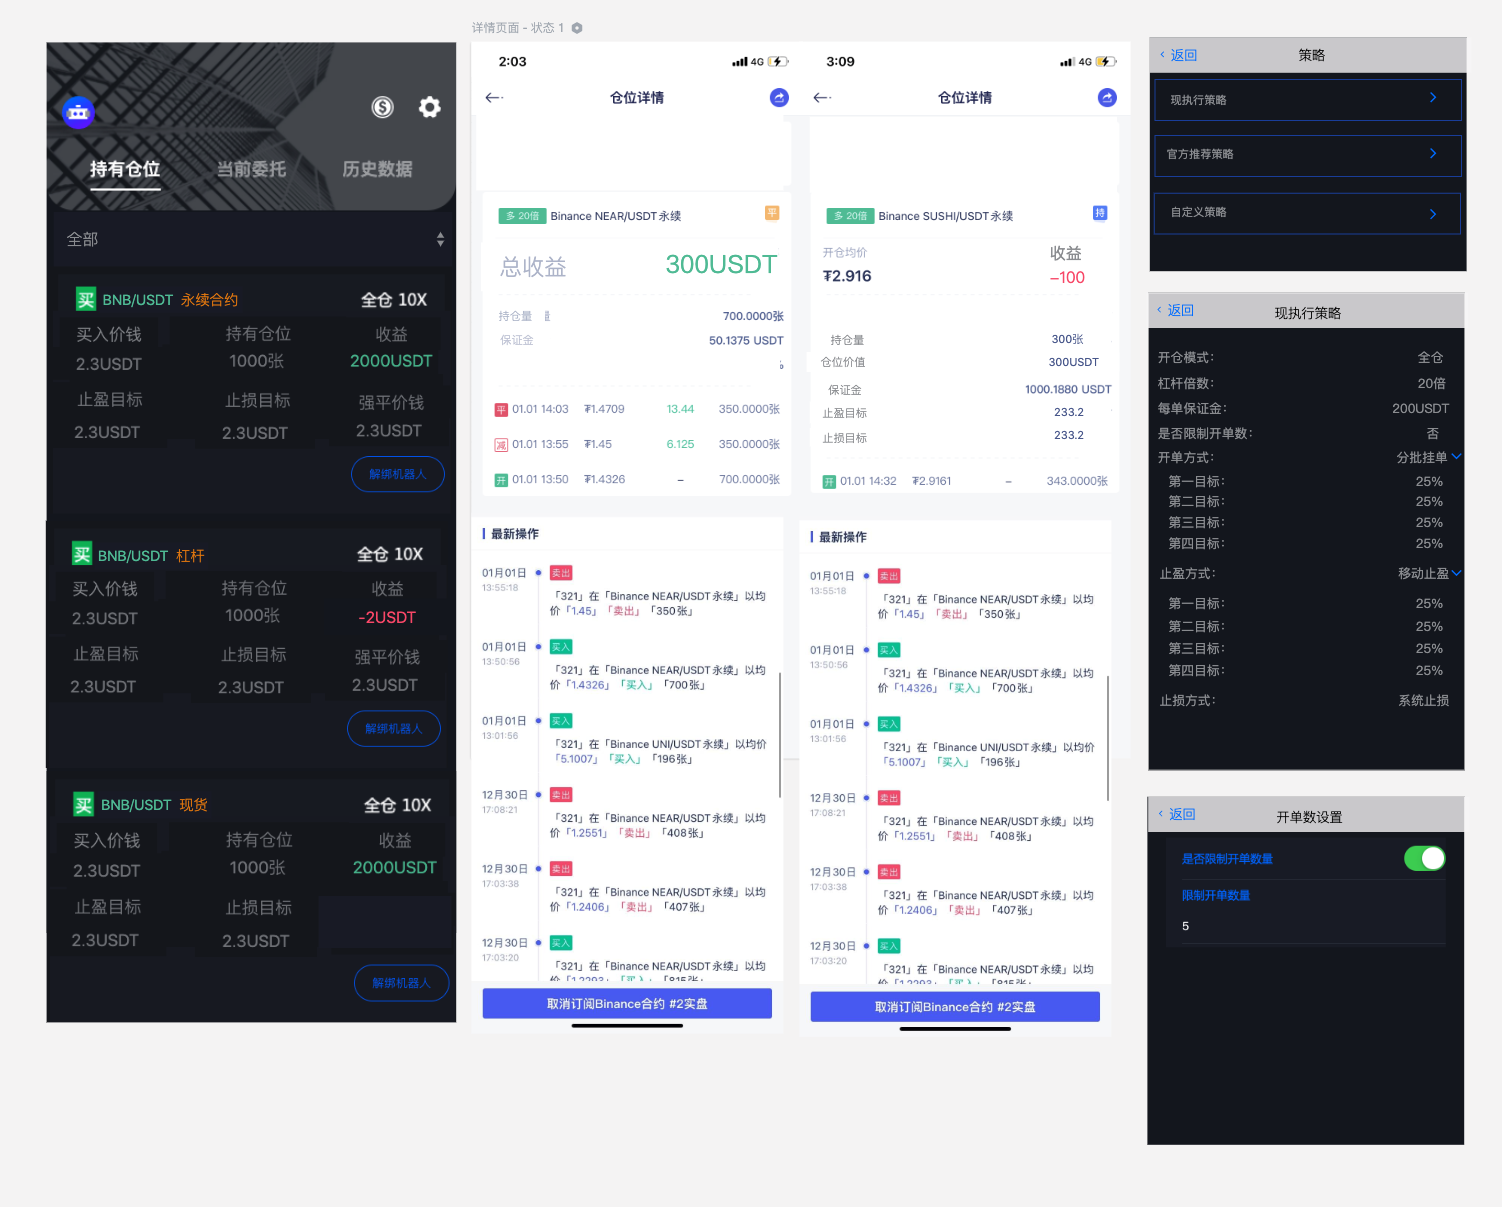 详情页面 - 状态 1
持有仓位 当前委托 历史数据
全部
买 BNB/USDT 永续合约 全仓 10X
买入价钱 持有仓位 收益
2.3USDT 1000张 2000USDT
止盈目标 止损目标 强平价钱
2.3USDT 2.3USDT 2.3USDT
解绑机器人
买 BNB/USDT 杠杆 全仓 10X
买入价钱 持有仓位 收益
2.3USDT 1000张 -2USDT
止盈目标 止损目标 强平价钱
2.3USDT 2.3USDT 2.3USDT
解绑机器人
买 BNB/USDT 现货 全仓 10X
买入价钱 持有仓位 收益
2.3USDT 1000张 2000USDT
止盈目标 止损目标
2.3USDT 2.3USDT
解绑机器人
2:03 4G
仓位详情
多 20倍 Binance NEAR/USDT永续 平
总收益 300USDT
持仓量 700.0000张
保证金 50.1375 USDT
平 01.01 14:03 ₮1.4709 13.44 350.0000张
减 01.01 13:55 ₮1.45 6.125 350.0000张
开 01.01 13:50 ₮1.4326 – 700.0000张
最新操作
01月01日 卖出
13:55:18
「321」在「Binance NEAR/USDT永续」以均
价「1.45」「卖出」「350张」
01月01日 买入
13:50:56
「321」在「Binance NEAR/USDT永续」以均
价「1.4326」「买入」「700张」
01月01日 买入
13:01:56
「321」在「Binance UNI/USDT永续」以均价
「5.1007」「买入」「196张」
12月30日 卖出
17:08:21
「321」在「Binance NEAR/USDT永续」以均
价「1.2551」「卖出」「408张」
12月30日 卖出
17:03:38
「321」在「Binance NEAR/USDT永续」以均
价「1.2406」「卖出」「407张」
12月30日 买入
17:03:20
「321」在「Binance NEAR/USDT永续」以均
价「1.2293」「买入」「815张」
取消订阅Binance合约 #2实盘
3:09 4G
仓位详情
多 20倍 Binance SUSHI/USDT永续 持
开仓均价 收益
₮2.916 –100
持仓量 300张
仓位价值 300USDT
保证金 1000.1880 USDT
止盈目标 233.2
止损目标 233.2
开 01.01 14:32 ₮2.9161 – 343.0000张
最新操作
01月01日 卖出
13:55:18
「321」在「Binance NEAR/USDT永续」以均
价「1.45」「卖出」「350张」
01月01日 买入
13:50:56
「321」在「Binance NEAR/USDT永续」以均
价「1.4326」「买入」「700张」
01月01日 买入
13:01:56
「321」在「Binance UNI/USDT永续」以均价
「5.1007」「买入」「196张」
12月30日 卖出
17:08:21
「321」在「Binance NEAR/USDT永续」以均
价「1.2551」「卖出」「408张」
12月30日 卖出
17:03:38
「321」在「Binance NEAR/USDT永续」以均
价「1.2406」「卖出」「407张」
12月30日 买入
17:03:20
「321」在「Binance NEAR/USDT永续」以均
价「1.2293」「买入」「815张」
取消订阅Binance合约 #2实盘
返回 策略
现执行策略
官方推荐策略
自定义策略
返回 现执行策略
开仓模式: 全仓
杠杆倍数: 20倍
每单保证金: 200USDT
是否限制开单数: 否
开单方式: 分批挂单
第一目标: 25%
第二目标: 25%
第三目标: 25%
第四目标: 25%
止盈方式: 移动止盈
第一目标: 25%
第二目标: 25%
第三目标: 25%
第四目标: 25%
止损方式: 系统止损
返回 开单数设置
是否限制开单数量
限制开单数量
5